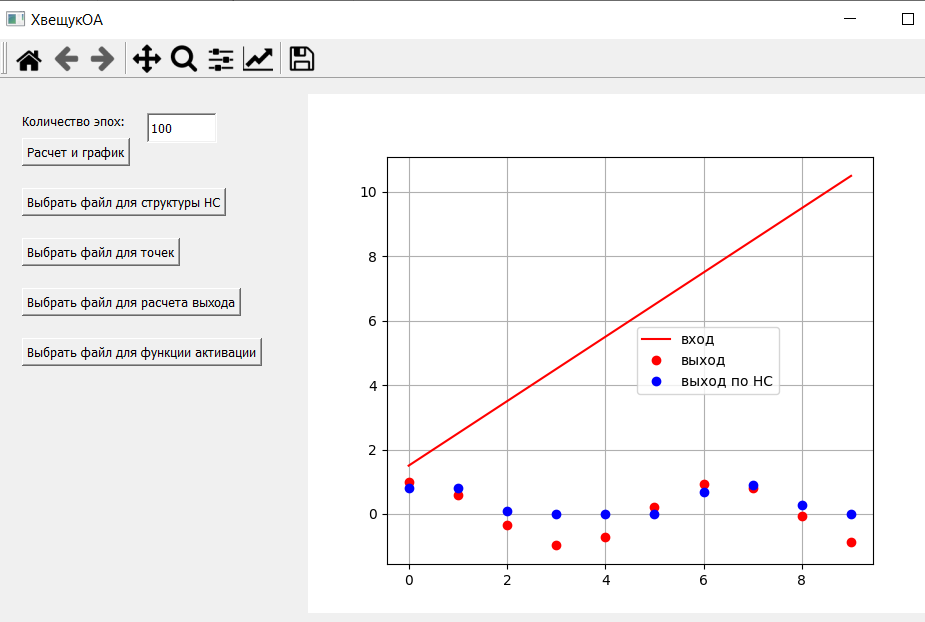 ХвещукОА
Количество эпох:
100
Расчет и график
Выбрать файл для структуры НС
Выбрать файл для точек
Выбрать файл для расчета выхода
Выбрать файл для функции активации
10
8
6
4
2
0
вход
выход
выход по НС
0 2 4 6 8